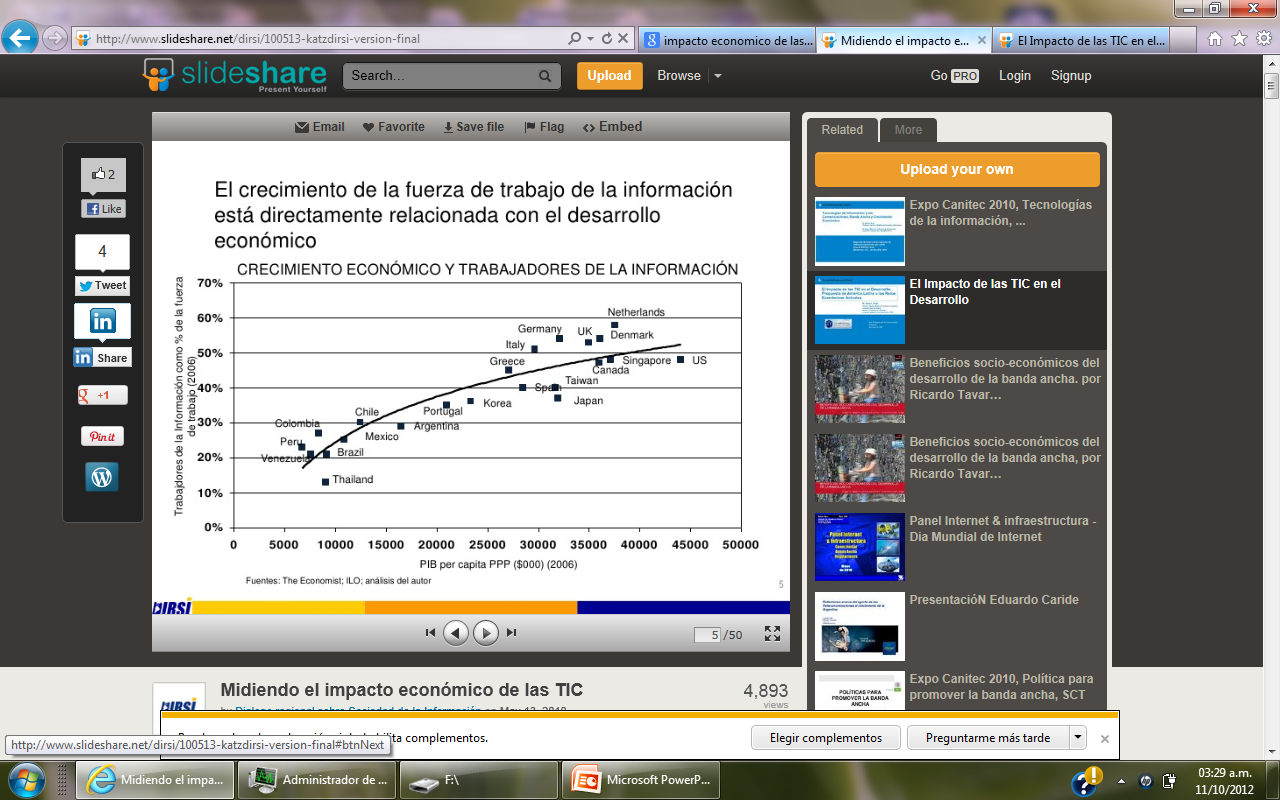 http://www.slideshare.net/dirsi/100513-katzdirsi-version-final
impacto economico de las...
Midiendo el impacto e...
El Impacto de las TIC en el...
slideshare
Present Yourself
Search...
Upload
Browse
Go PRO
Login
Signup
Email
Favorite
Save file
Flag
Embed
2
Like
4
Tweet
in
in Share
+1
Pin it
El crecimiento de la fuerza de trabajo de la información
está directamente relacionada con el desarrollo
económico
CRECIMIENTO ECONÓMICO Y TRABAJADORES DE LA INFORMACIÓN
Trabajadores de la Información como % de la fuerza
de trabajo (2006)
70%
60%
50%
40%
30%
20%
10%
0%
Netherlands
Germany
UK
Denmark
Italy
Greece
Singapore
US
Canada
Taiwan
Spain
Japan
Korea
Portugal
Chile
Argentina
Colombia
Mexico
Peru
Brazil
Venezuela
Thailand
0
5000
10000
15000
20000
25000
30000
35000
40000
45000
50000
PIB per capita PPP ($000) (2006)
Fuentes: The Economist; ILO; análisis del autor
5
DIRSI
5 /50
Related
More
Upload your own
Expo Canitec 2010, Tecnologías
de la información, ...
El Impacto de las TIC en el
Desarrollo
Beneficios socio-económicos del
desarrollo de la banda ancha. por
Ricardo Tavar...
Beneficios socio-económicos del
desarrollo de la banda ancha, por
Ricardo Tavar...
Panel Internet & infraestructura -
Dia Mundial de Internet
PresentacióN Eduardo Caride
Expo Canitec 2010, Política para
promover la banda ancha, SCT
POLÍTICAS PARA
PROMOVER LA BANDA
ANCHA
Midiendo el impacto económico de las TIC
4,893
views
complementos.
Elegir complementos
Preguntarme más tarde
http://www.slideshare.net/dirsi/100513-katzdirsi-version-final#btnNext
Midiendo el impa...
Administrador de ...
F:\
Microsoft PowerP...
03:29 a.m.
11/10/2012